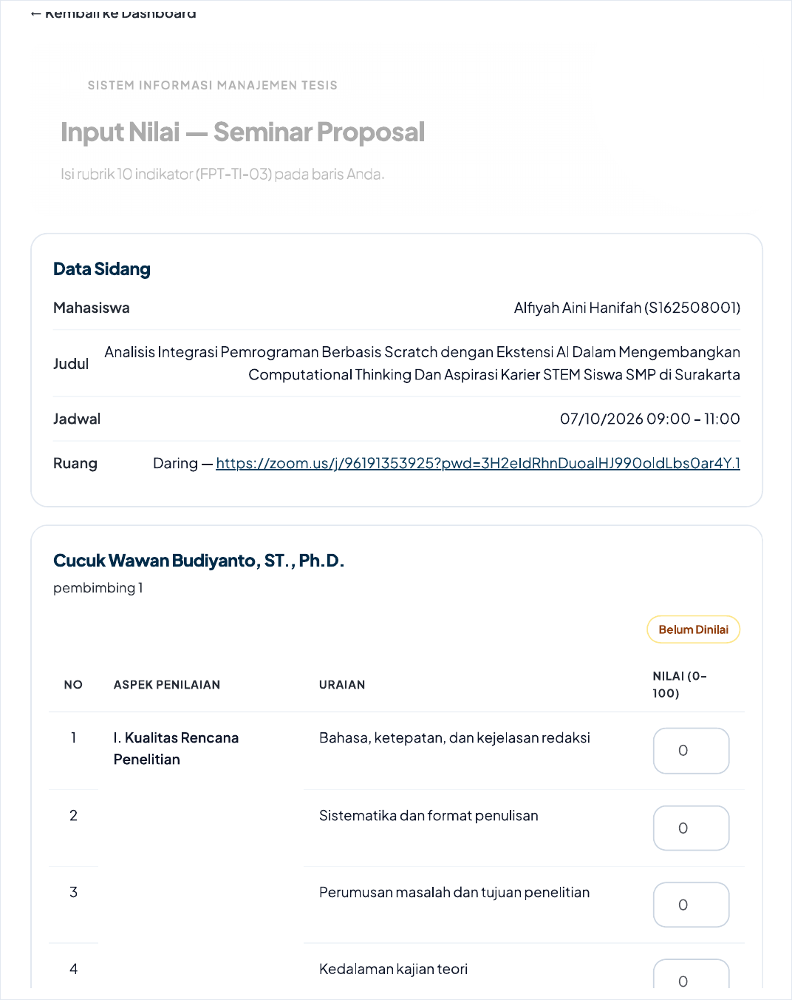 ← Kembali ke Dashboard
SISTEM INFORMASI MANAJEMEN TESIS
Input Nilai — Seminar Proposal
Isi rubrik 10 indikator (FPT-TI-03) pada baris Anda.
Data Sidang
Mahasiswa Alfiyah Aini Hanifah (S162508001)
Judul Analisis Integrasi Pemrograman Berbasis Scratch dengan Ekstensi AI Dalam Mengembangkan
Computational Thinking Dan Aspirasi Karier STEM Siswa SMP di Surakarta
Jadwal 07/10/2026 09:00 – 11:00
Ruang Daring — https://zoom.us/j/96191353925?pwd=3H2eIdRhnDuoalHJ990oldLbs0ar4Y.1
Cucuk Wawan Budiyanto, ST., Ph.D.
pembimbing 1
Belum Dinilai
NO ASPEK PENILAIAN URAIAN NILAI (0–
100)
1 I. Kualitas Rencana Bahasa, ketepatan, dan kejelasan redaksi 0
Penelitian
2 Sistematika dan format penulisan 0
3 Perumusan masalah dan tujuan penelitian 0
4 Kedalaman kajian teori 0